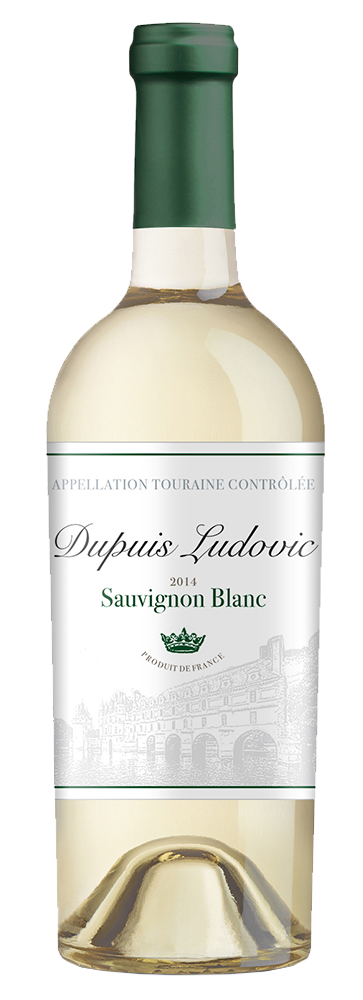 APPELLATION TOURAINE CONTRÔLÉE
Dupuis Ludovic
2014
Sauvignon Blanc
PRODUIT DE FRANCE